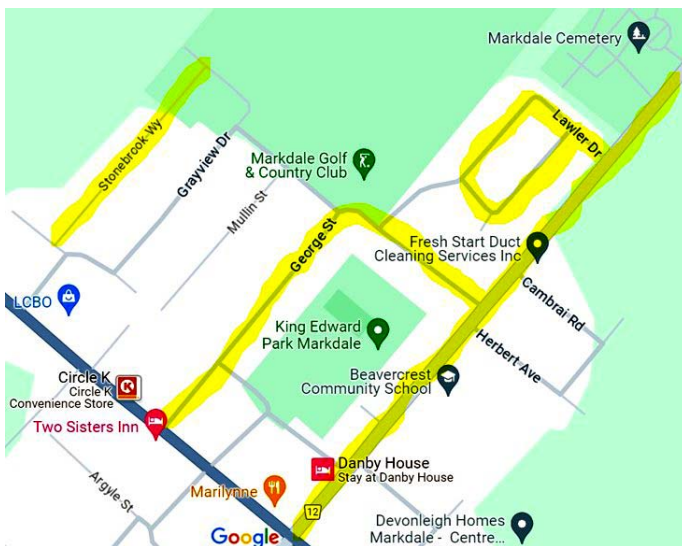 Markdale Cemetery
Stonebrook Wy
Grayview Dr
Lawler Dr
Markdale Golf
& Country Club
Mullin St
George St
Fresh Start Duct
Cleaning Services Inc
Cambrai Rd
LCBO
King Edward
Park Markdale
Herbert Ave
Beavercrest
Community School
Circle K
Circle K
Convenience Store
Two Sisters Inn
Danby House
Stay at Danby House
Argyle St
Marilynne
12
Devonleigh Homes
Markdale - Centre...
Google